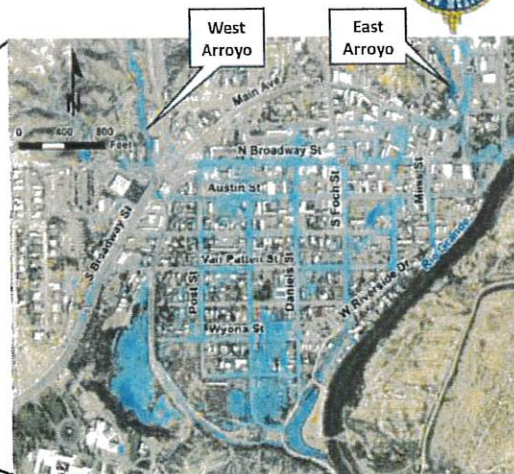 West
Arroyo
East
Arroyo
Main Ave
0 400 800
Feet
N Broadway St
Austin St
S Foch St
Mims St
S Broadway St
Van Patten St
Post St
Daniels St
Rio Grande
W Riverside Dr
Wyona St